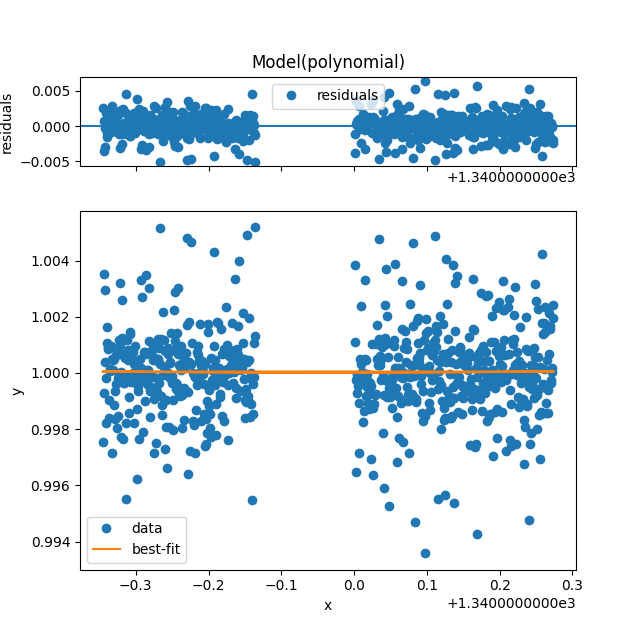 Model(polynomial)
residuals
0.005
0.000
−0.005
residuals
+1.3400000000e3
y
1.004
1.002
1.000
0.998
0.996
0.994
data
best-fit
−0.3
−0.2
−0.1
0.0
0.1
0.2
0.3
x
+1.3400000000e3